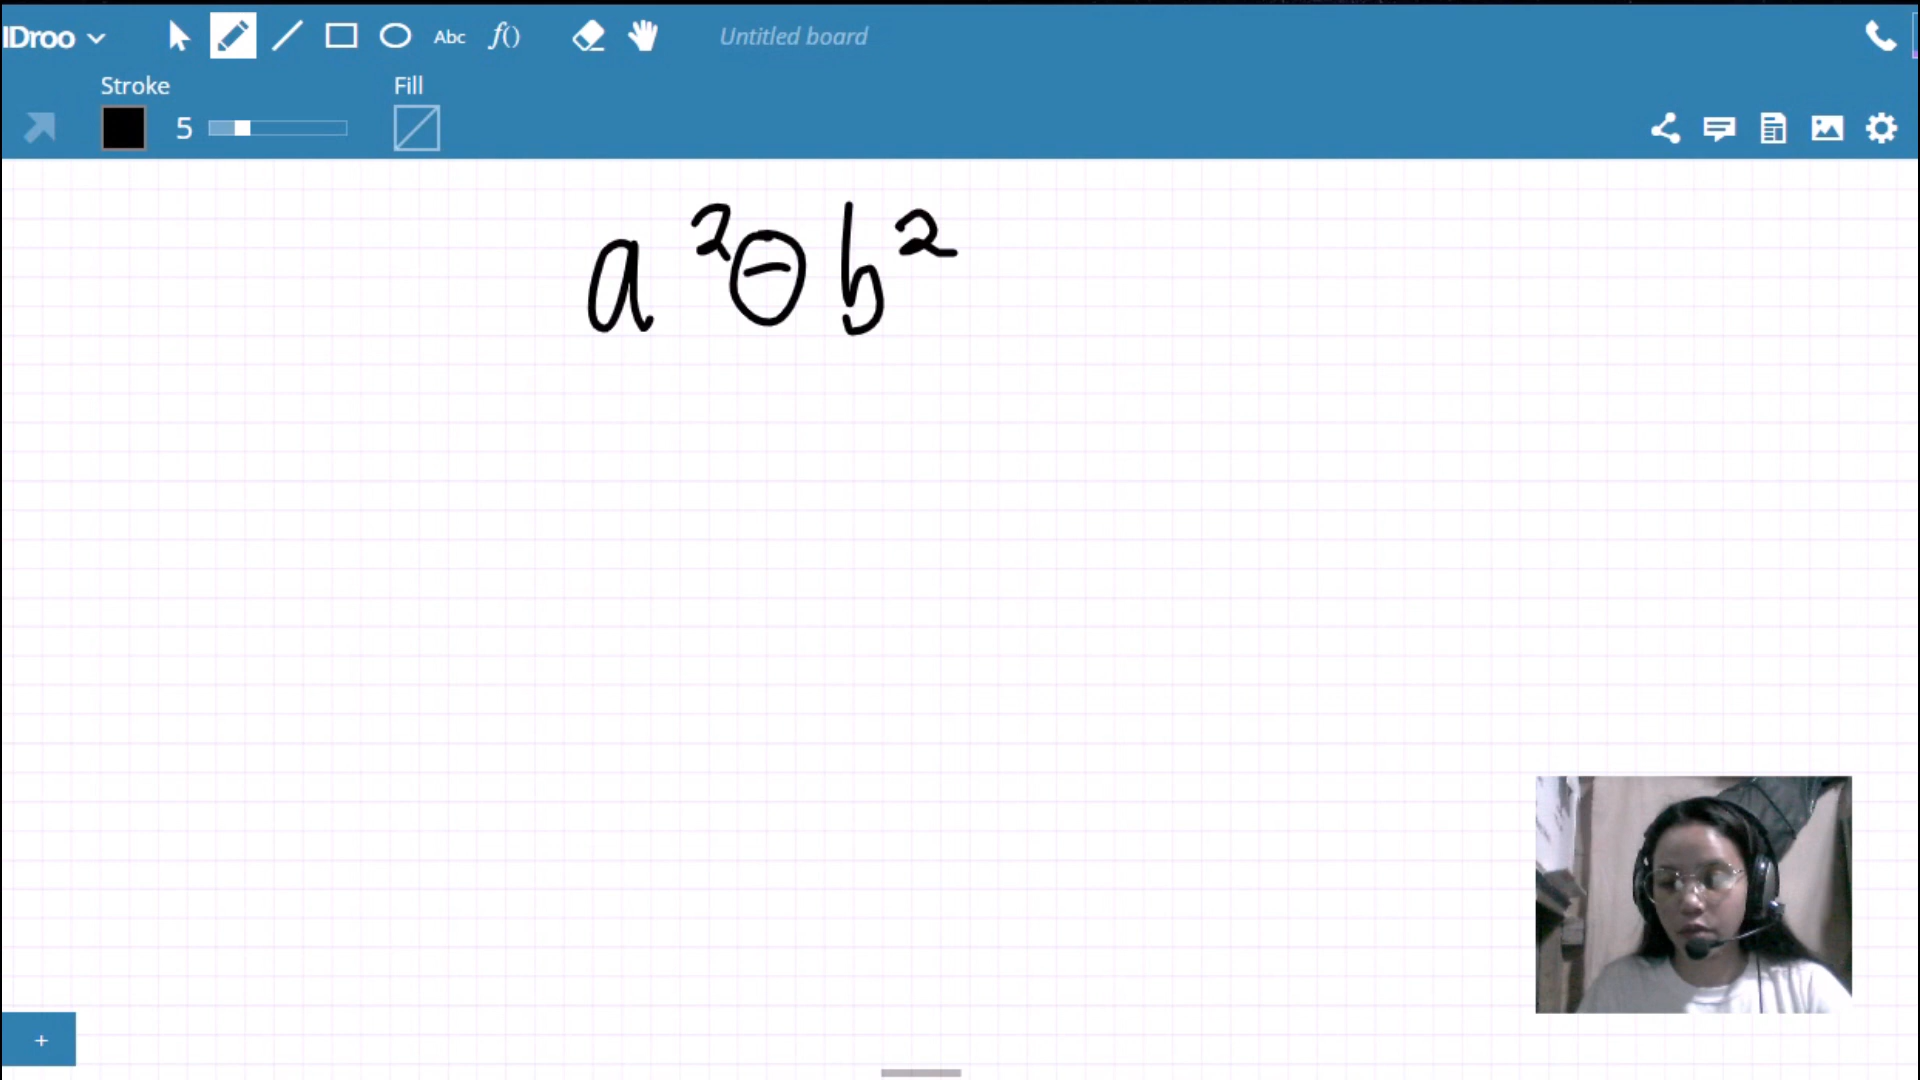 IDroo Abc f() Untitled board
Stroke Fill
5
a² ⊖ b²
+